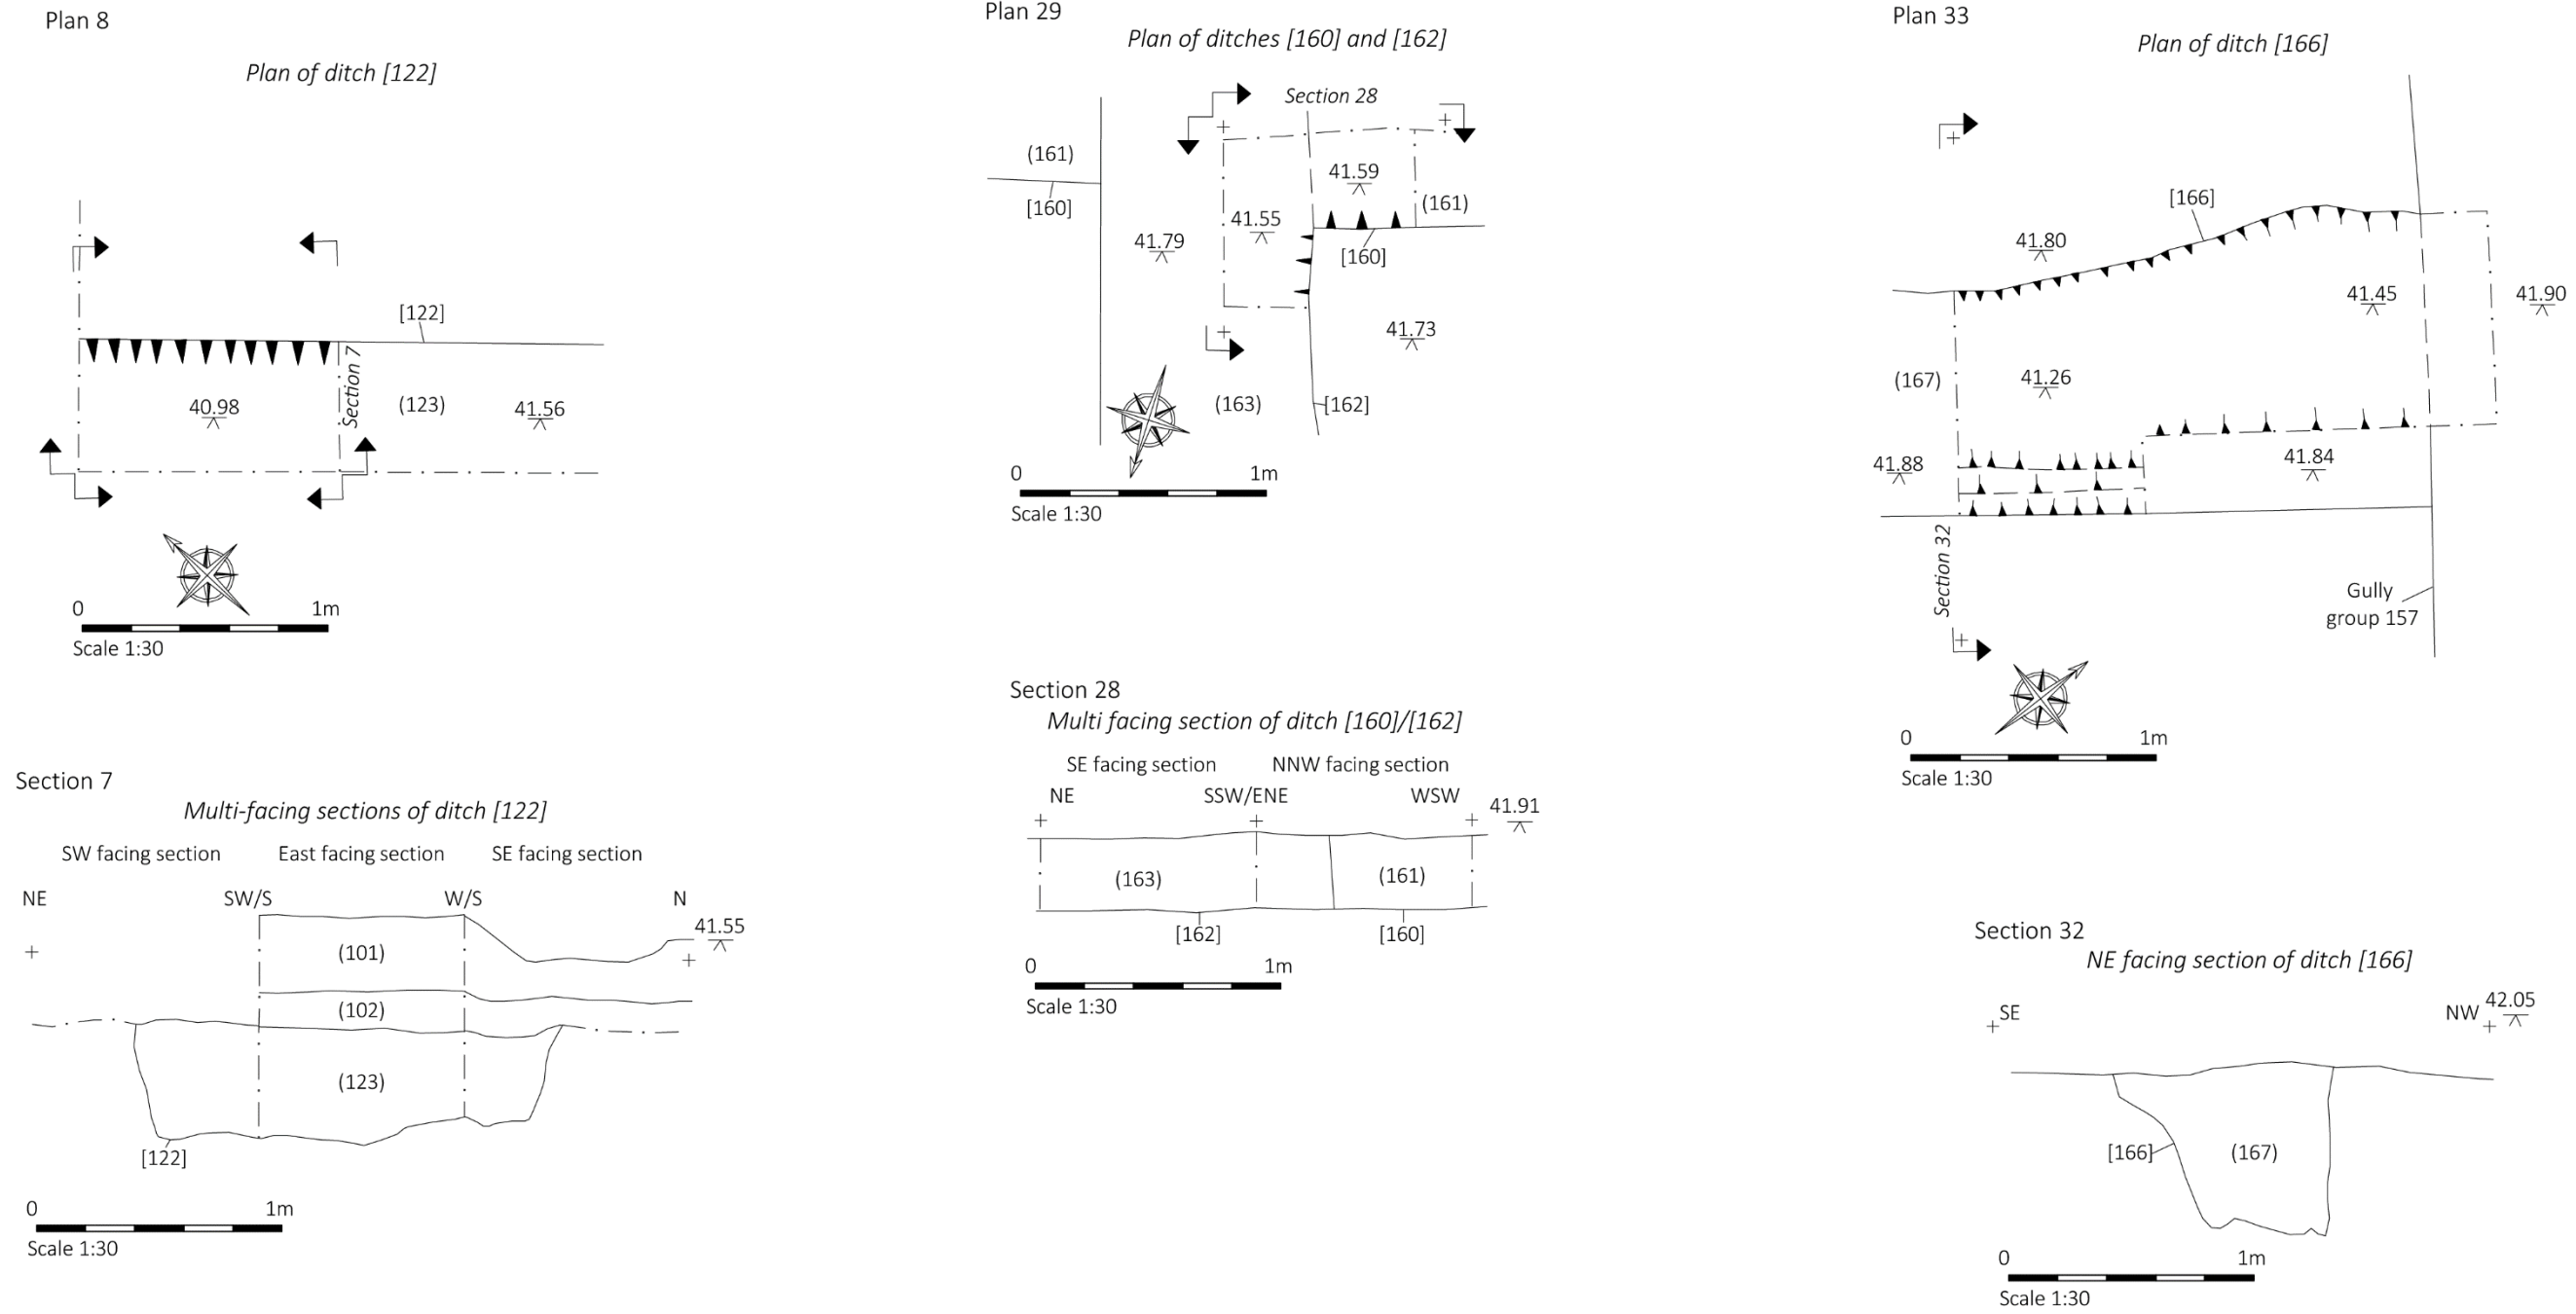 Plan 8
Plan of ditch [122]
[122]
Section 7
40.98
(123)
41.56
0 1m
Scale 1:30
Section 7
Multi-facing sections of ditch [122]
SW facing section East facing section SE facing section
NE SW/S W/S N
41.55
(101)
(102)
(123)
[122]
0 1m
Scale 1:30
Plan 29
Plan of ditches [160] and [162]
Section 28
(161)
41.59
[160]
(161)
41.55
41.79
[160]
41.73
(163)
[162]
0 1m
Scale 1:30
Section 28
Multi facing section of ditch [160]/[162]
SE facing section NNW facing section
NE SSW/ENE WSW
41.91
(163)
(161)
[162]
[160]
0 1m
Scale 1:30
Plan 33
Plan of ditch [166]
[166]
41.80
41.45
41.90
(167)
41.26
41.88
41.84
Section 32
Gully
group 157
0 1m
Scale 1:30
Section 32
NE facing section of ditch [166]
SE
NW
42.05
[166]
(167)
0 1m
Scale 1:30